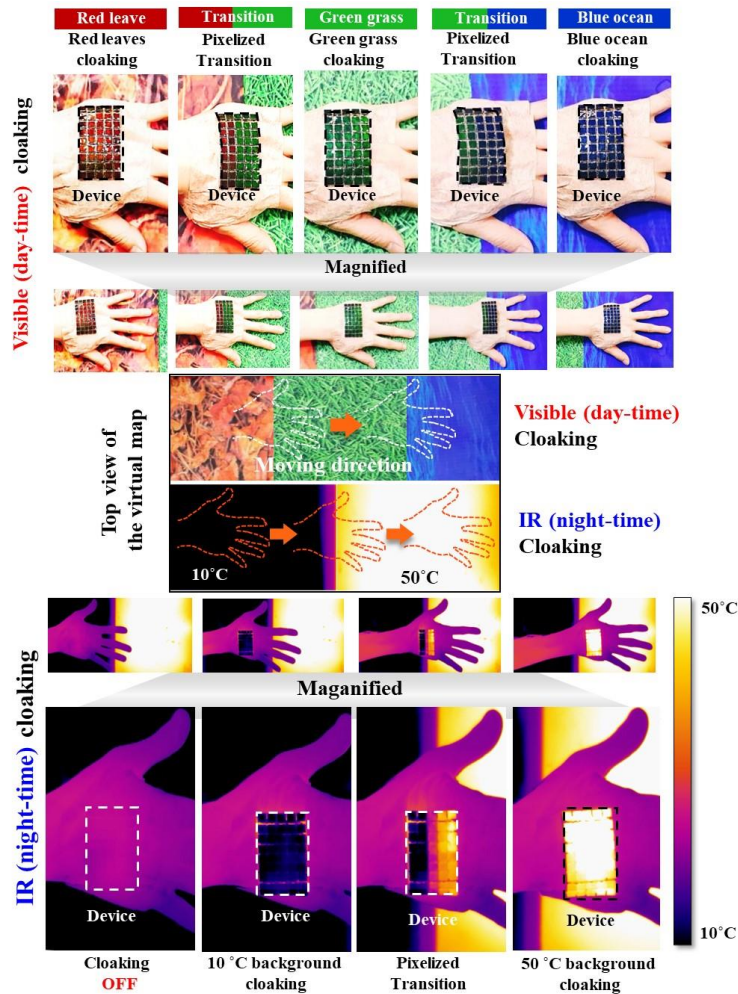 Red leave
Transition
Green grass
Transition
Blue ocean
Red leaves
cloaking
Pixelized
Transition
Green grass
cloaking
Pixelized
Transition
Blue ocean
cloaking
Visible (day-time) cloaking
Device
Device
Device
Device
Device
Magnified
Top view of
the virtual map
Moving direction
Visible (day-time)
Cloaking
10˚C
50˚C
IR (night-time)
Cloaking
IR (night-time) cloaking
50˚C
10˚C
Maganified
Device
Device
Device
Device
Cloaking
OFF
10 ˚C background
cloaking
Pixelized
Transition
50 ˚C background
cloaking